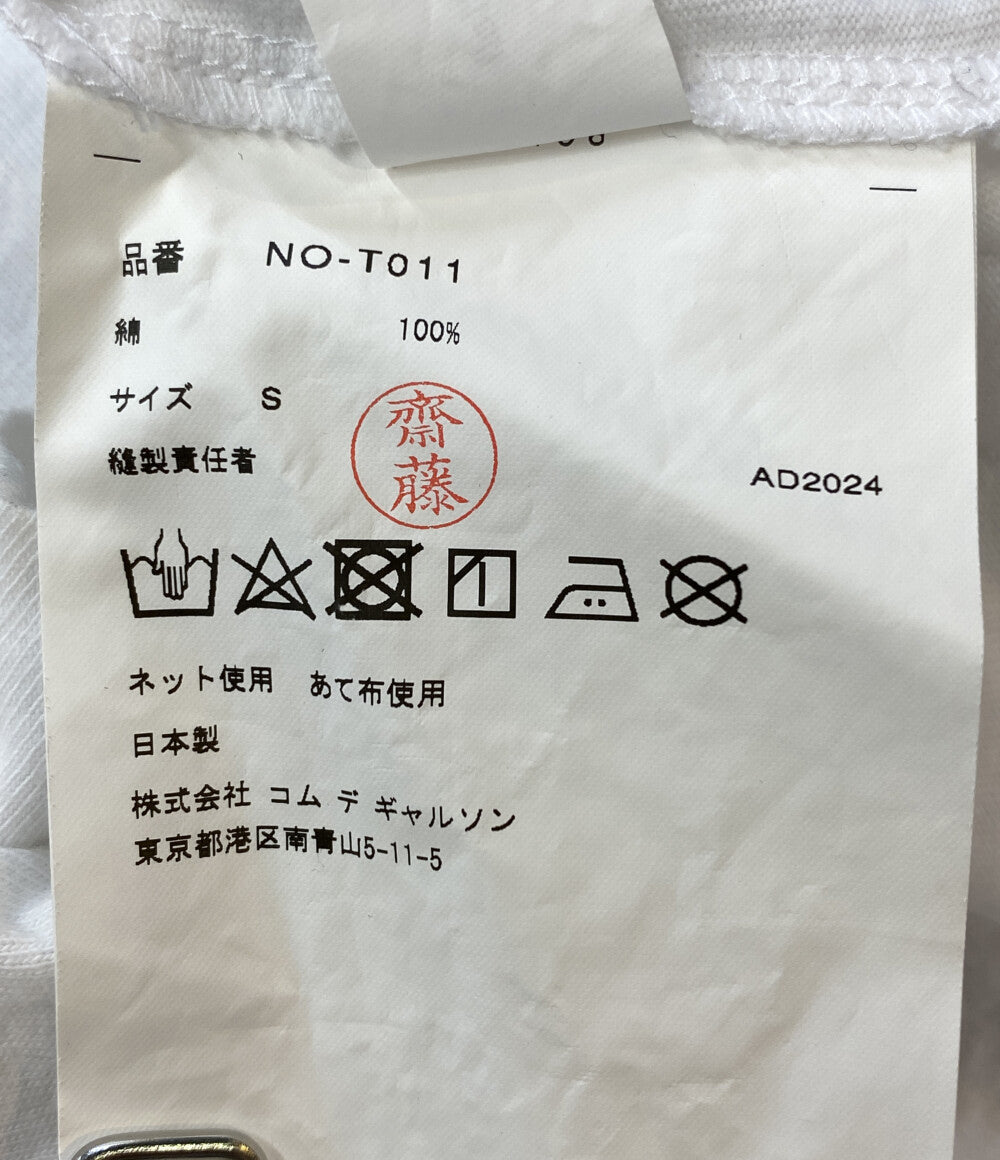 品番 NO-T011
綿 100%
サイズ S
齋藤
縫製責任者
AD2024
ネット使用 あて布使用
日本製
株式会社 コム デ ギャルソン
東京都港区南青山5-11-5